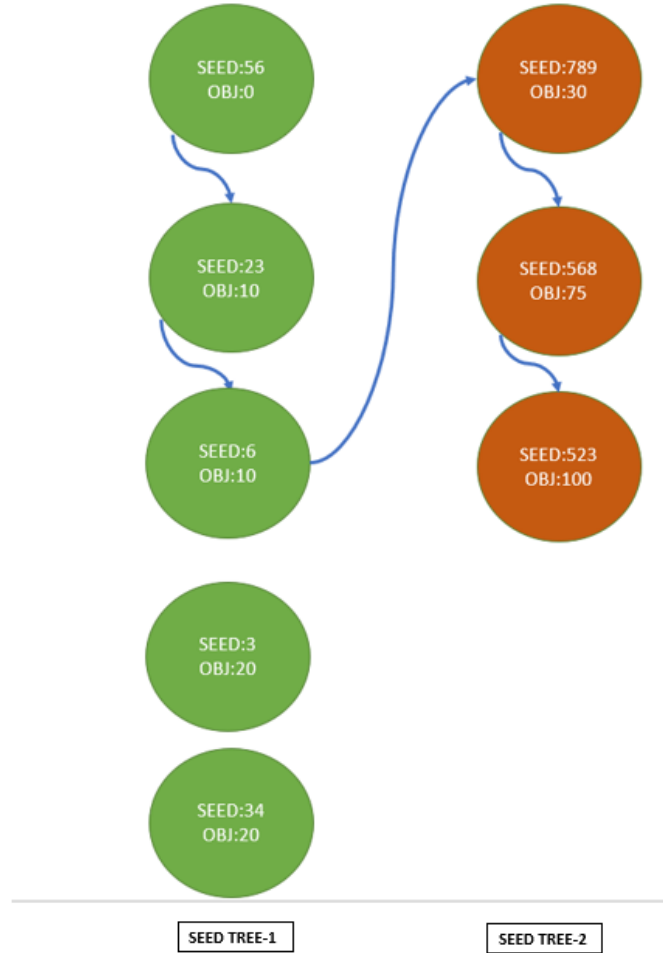 SEED:56
OBJ:0
SEED:23
OBJ:10
SEED:6
OBJ:10
SEED:3
OBJ:20
SEED:34
OBJ:20
SEED TREE-1
SEED:789
OBJ:30
SEED:568
OBJ:75
SEED:523
OBJ:100
SEED TREE-2